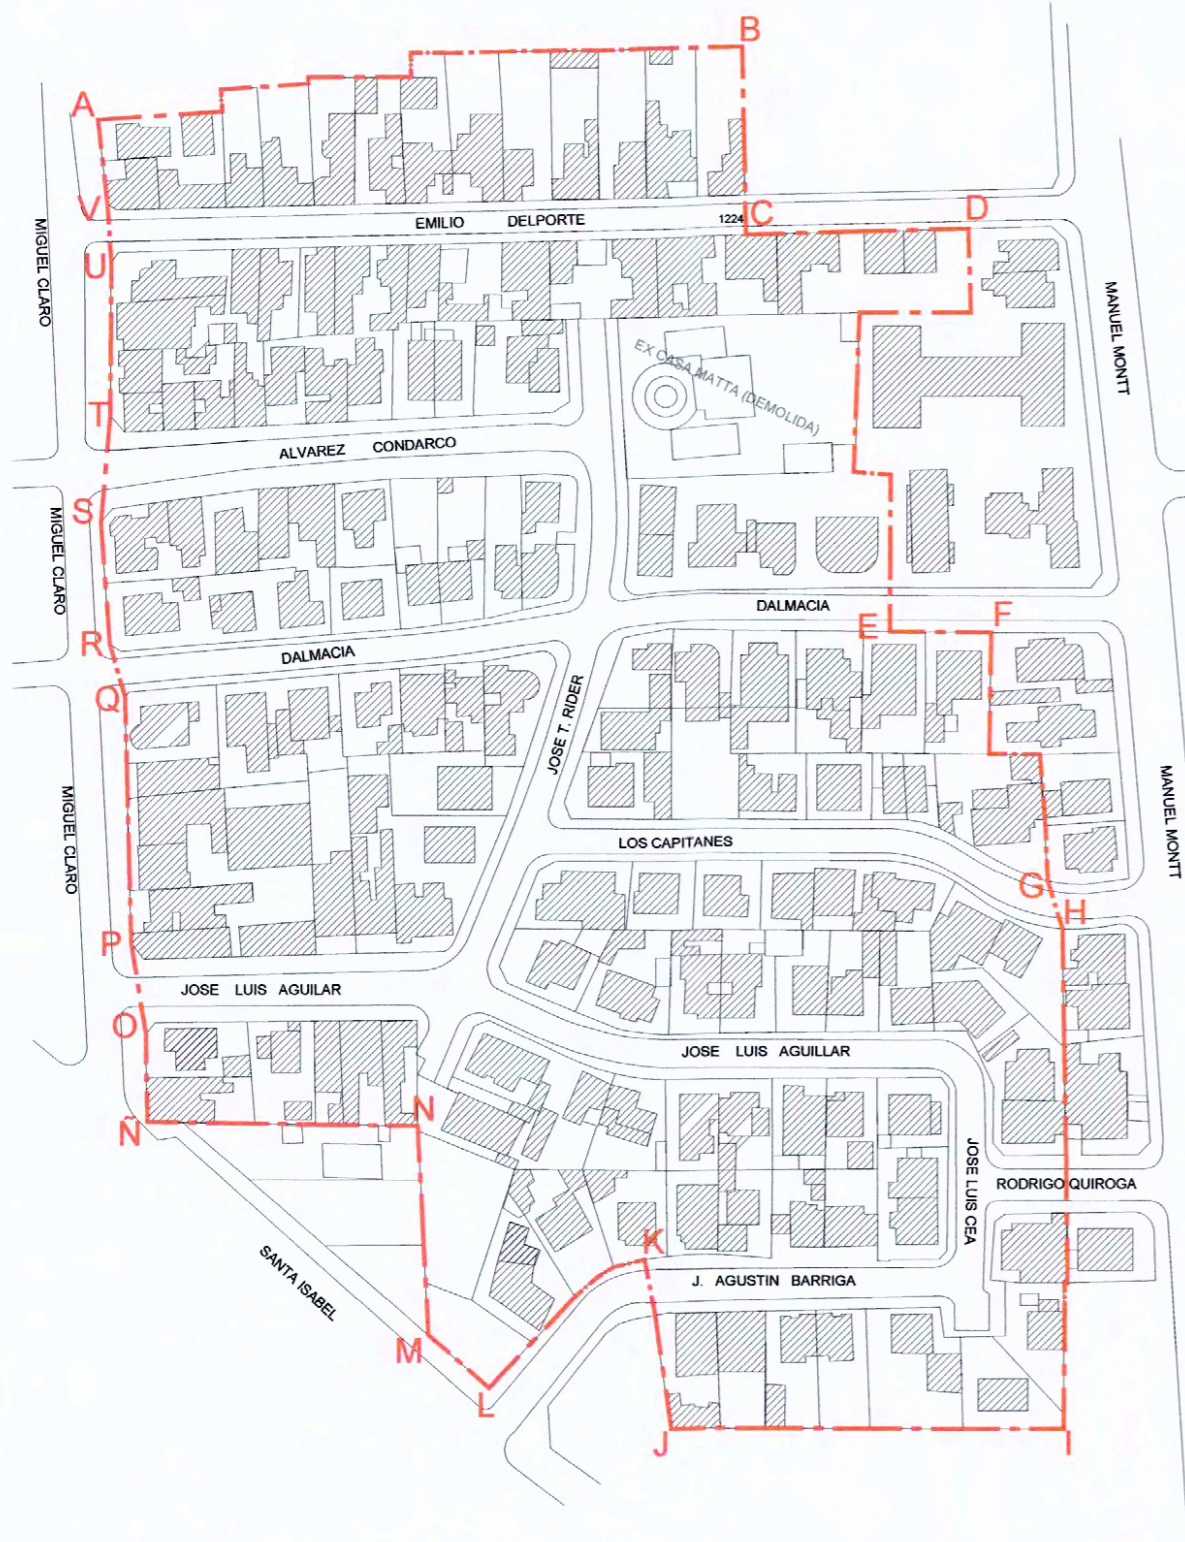 B
A
V
EMILIO DELPORTE
1224
C
D
MIGUEL CLARO
U
MANUEL MONTT
EX CASA MATTA (DEMOLIDA)
T
ALVAREZ CONDARCO
S
MIGUEL CLARO
DALMACIA
E
F
R
DALMACIA
Q
JOSE T. RIDER
MIGUEL CLARO
MANUEL MONTT
LOS CAPITANES
G
H
P
JOSE LUIS AGUILAR
O
JOSE LUIS AGUILLAR
Ñ
N
JOSE LUIS CEA
RODRIGO QUIROGA
K
SANTA ISABEL
J. AGUSTIN BARRIGA
M
L
J
I